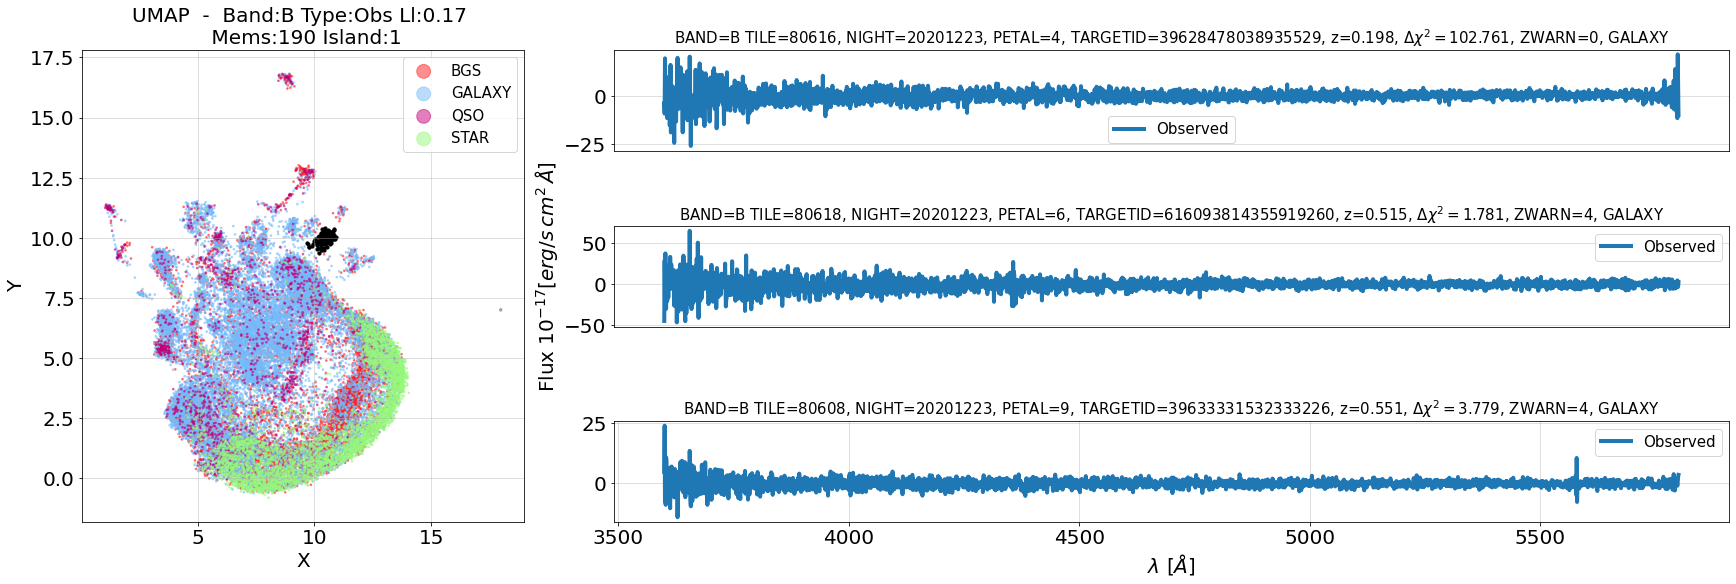 UMAP  -  Band:B Type:Obs Ll:0.17
Mems:190 Island:1
17.5
15.0
12.5
10.0
7.5
5.0
2.5
0.0
Y
5
10
15
X
BGS
GALAXY
QSO
STAR
Flux 10⁻¹⁷[erg/s cm² Å]
BAND=B TILE=80616, NIGHT=20201223, PETAL=4, TARGETID=39628478038935529, z=0.198, Δχ² = 102.761, ZWARN=0, GALAXY
0
−25
Observed
BAND=B TILE=80618, NIGHT=20201223, PETAL=6, TARGETID=616093814355919260, z=0.515, Δχ² = 1.781, ZWARN=4, GALAXY
50
0
−50
Observed
BAND=B TILE=80608, NIGHT=20201223, PETAL=9, TARGETID=39633331532333226, z=0.551, Δχ² = 3.779, ZWARN=4, GALAXY
25
0
Observed
3500
4000
4500
5000
5500
λ [Å]